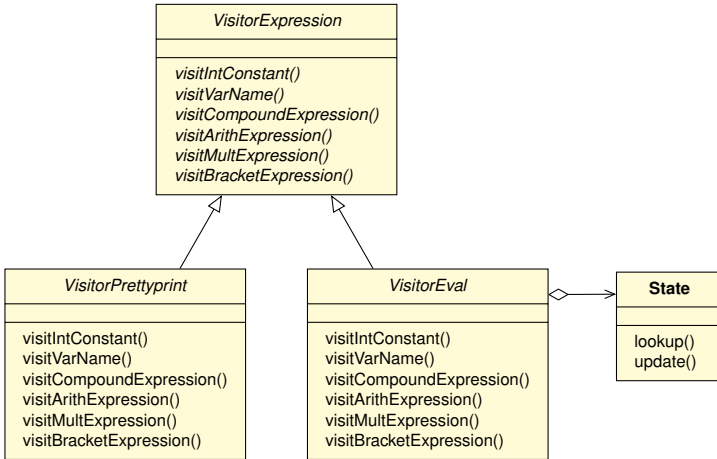 VisitorExpression
visitIntConstant()
visitVarName()
visitCompoundExpression()
visitArithExpression()
visitMultExpression()
visitBracketExpression()
VisitorPrettyprint
visitIntConstant()
visitVarName()
visitCompoundExpression()
visitArithExpression()
visitMultExpression()
visitBracketExpression()
VisitorEval
visitIntConstant()
visitVarName()
visitCompoundExpression()
visitArithExpression()
visitMultExpression()
visitBracketExpression()
State
lookup()
update()